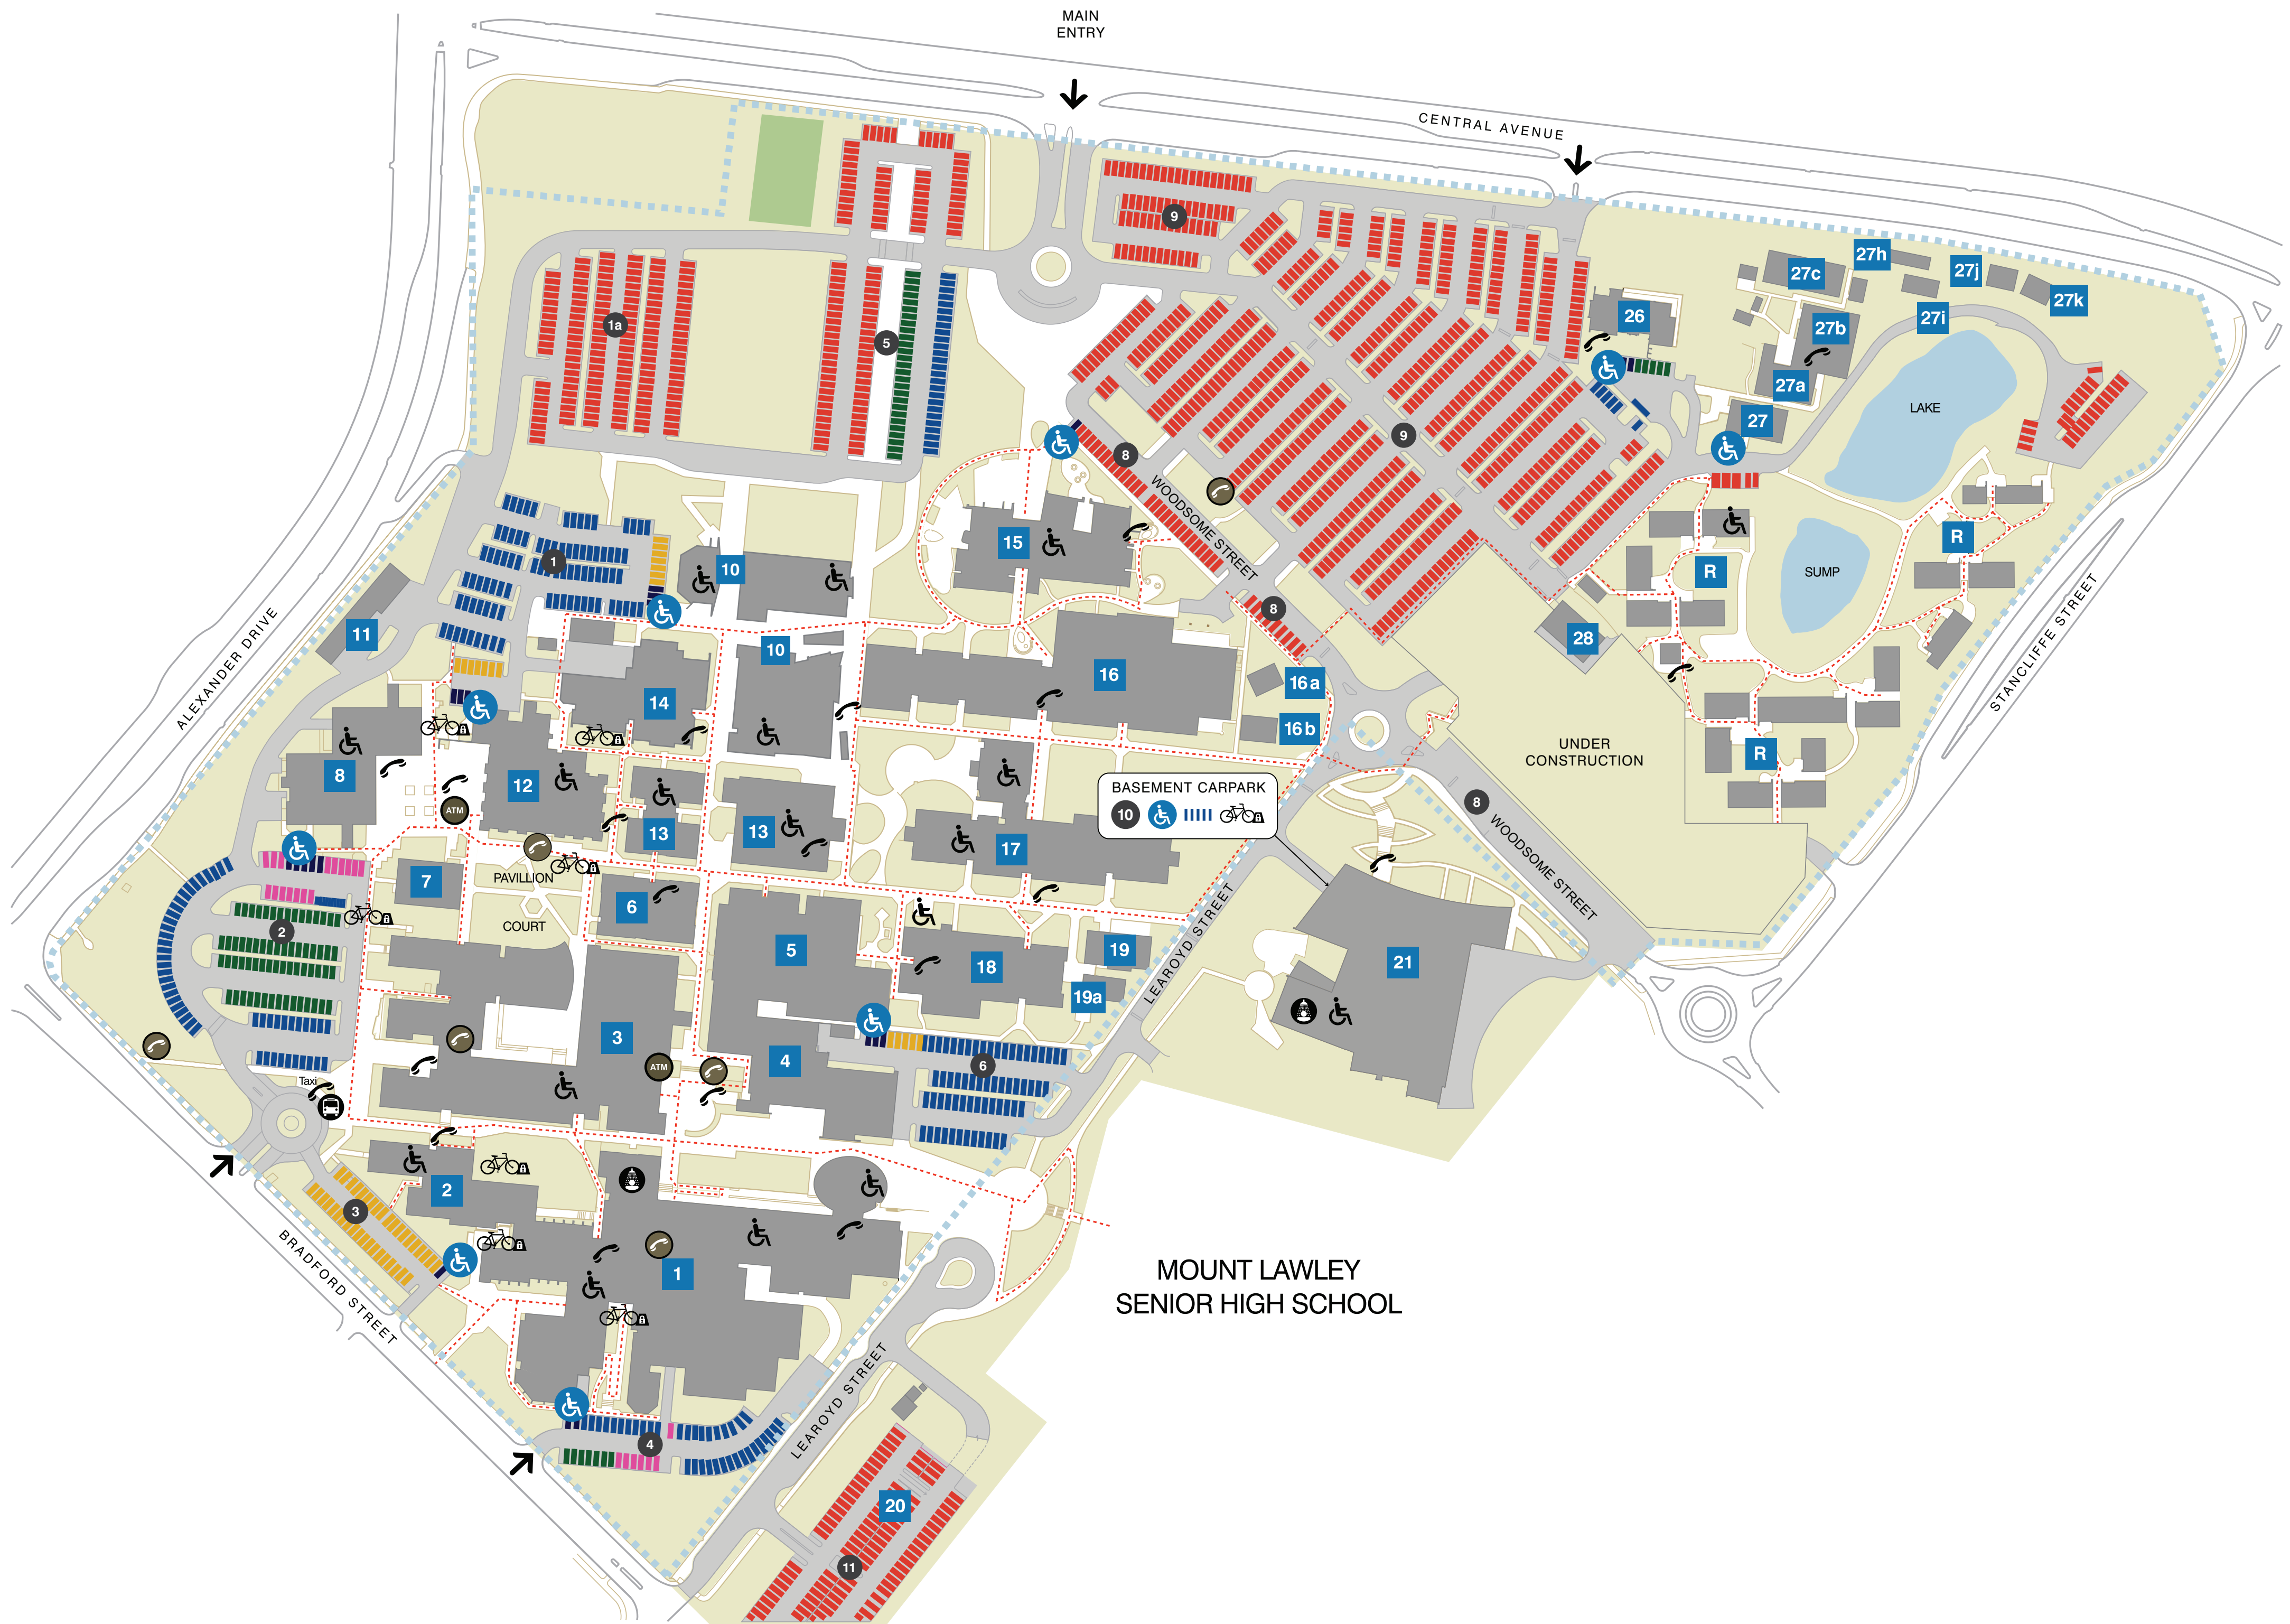 MAIN
ENTRY
CENTRAL AVENUE
9
27h
27c
27j
27k
27i
26
27b
1a
5
27a
LAKE
27
9
8
WOODSOME STREET
15
R
1
10
R
SUMP
8
28
11
10
16
16a
14
16b
ALEXANDER DRIVE
STANCLIFFE STREET
UNDER
CONSTRUCTION
R
8
12
BASEMENT CARPARK
10
ATM
13
13
17
8
WOODSOME STREET
7
PAVILLION
6
COURT
2
5
19
18
19a
21
LEAROYD STREET
3
ATM
4
6
Taxi
2
3
BRADFORD STREET
1
MOUNT LAWLEY
SENIOR HIGH SCHOOL
LEAROYD STREET
4
20
11